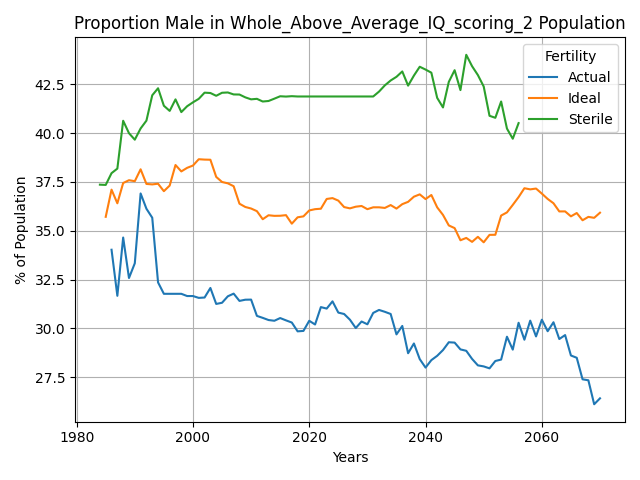 Proportion Male in Whole_Above_Average_IQ_scoring_2 Population
Fertility
Actual
Ideal
Sterile
42.5
40.0
37.5
35.0
32.5
30.0
27.5
% of Population
1980
2000
2020
2040
2060
Years